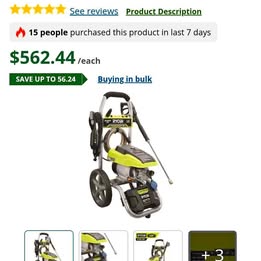 See reviews Product Description
15 people purchased this product in last 7 days
$562.44 /each
SAVE UP TO 56.24 Buying in bulk
RYOBI
+ 3